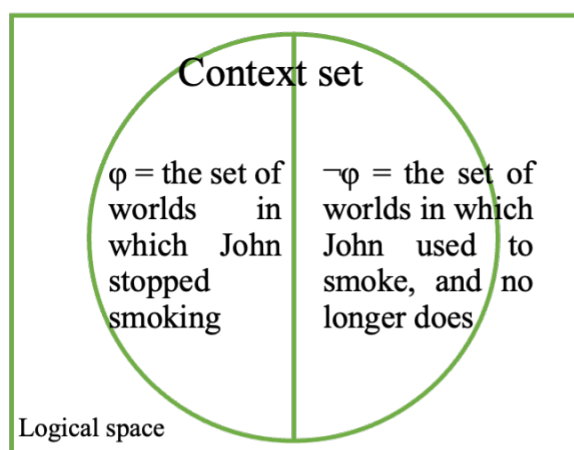 Context set
φ = the set of
worlds in
which John
stopped
smoking
¬φ = the set of
worlds in which
John used to
smoke, and no
longer does
Logical space